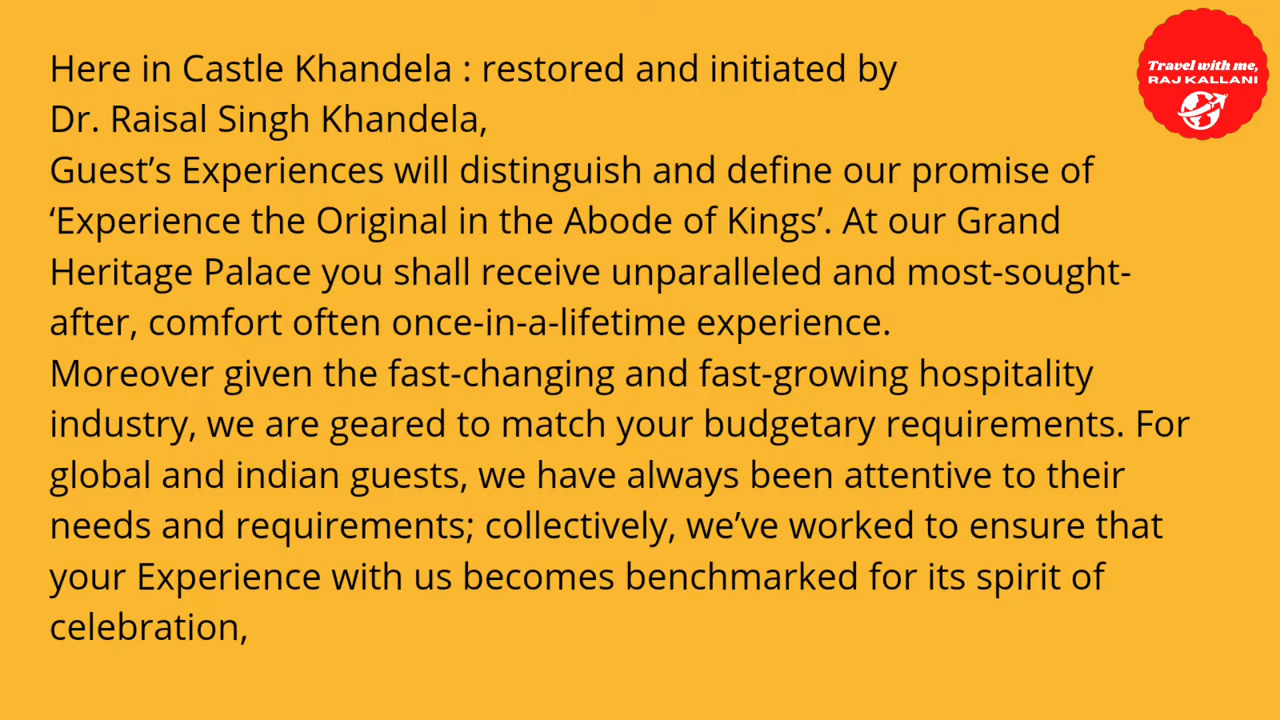 Here in Castle Khandela : restored and initiated by
Dr. Raisal Singh Khandela,
Guest’s Experiences will distinguish and define our promise of
‘Experience the Original in the Abode of Kings’. At our Grand
Heritage Palace you shall receive unparalleled and most-sought-
after, comfort often once-in-a-lifetime experience.
Moreover given the fast-changing and fast-growing hospitality
industry, we are geared to match your budgetary requirements. For
global and indian guests, we have always been attentive to their
needs and requirements; collectively, we’ve worked to ensure that
your Experience with us becomes benchmarked for its spirit of
celebration,
Travel with me,
RAJ KALLANI